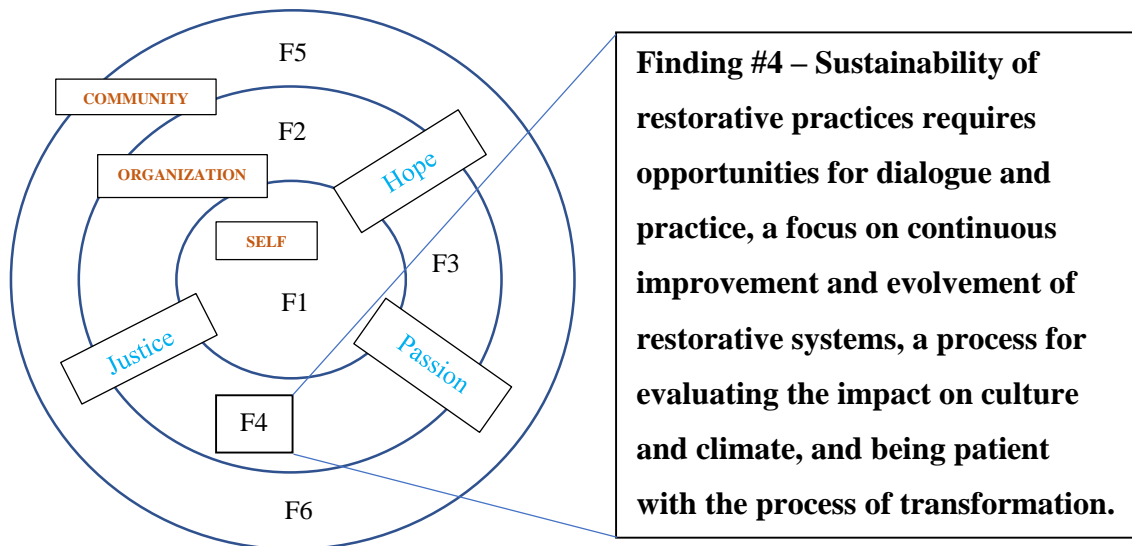 F5
COMMUNITY
F2
Hope
ORGANIZATION
SELF
F3
F1
Justice
Passion
F4
F6
Finding #4 – Sustainability of
restorative practices requires
opportunities for dialogue and
practice, a focus on continuous
improvement and evolvement of
restorative systems, a process for
evaluating the impact on culture
and climate, and being patient
with the process of transformation.